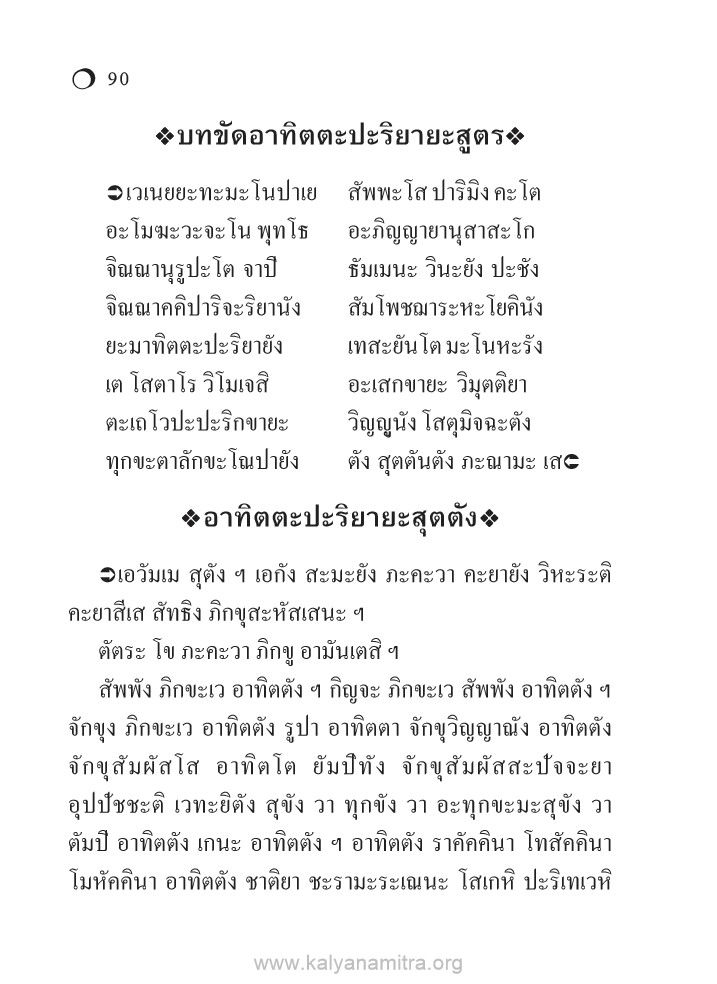 90
❖บทขัดอาทิตตะปะริยายะสูตร❖
➲เวเนยยะทะมะโนปาเย สัพพะโส ปาริมิง คะโต
อะโมฆะวะจะโน พุทโธ อะภิญญายานุสาสะโก
จิณณานุรูปะโต จาปิ ธัมเมนะ วินะยัง ปะชัง
จิณณาคคิปาริจะริยานัง สัมโพชฌาระหะโยคินัง
ยะมาทิตตะปะริยายัง เทสะยันโต มะโนหะรัง
เต โสตาโร วิโมเจสิ อะเสกขายะ วิมุตติยา
ตะเถโวปะปะริกขายะ วิญญูนัง โสตุมิจฉะตัง
ทุกขะตาลักขะโณปายัง ตัง สุตตันตัง ภะณามะ เส
❖อาทิตตะปะริยายะสุตตัง❖
➲เอวัมเม สุตัง ฯ เอกัง สะมะยัง ภะคะวา คะยายัง วิหะระติ
คะยาสีเส สัทธิง ภิกขุสะหัสเสนะ ฯ
ตัตระ โข ภะคะวา ภิกขู อามันเตสิ ฯ
สัพพัง ภิกขะเว อาทิตตัง ฯ กิญจะ ภิกขะเว สัพพัง อาทิตตัง ฯ
จักขุง ภิกขะเว อาทิตตัง รูปา อาทิตตา จักขุวิญญาณัง อาทิตตัง
จักขุสัมผัสโส อาทิตโต ยัมปิทัง จักขุสัมผัสสะปัจจะยา
อุปปัชชะติ เวทะยิตัง สุขัง วา ทุกขัง วา อะทุกขะมะสุขัง วา
ตัมปิ อาทิตตัง เกนะ อาทิตตัง ฯ อาทิตตัง ราคัคคินา โทสัคคินา
โมหัคคินา อาทิตตัง ชาติยา ชะรามะระเณนะ โสเกหิ ปะริเทเวหิ
www.kalyanamitra.org